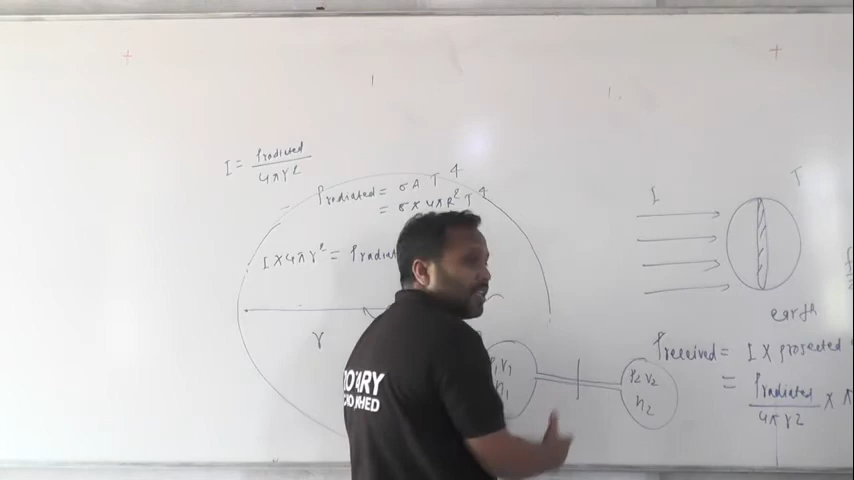 I = Pradiated / 4πr²
Pradiated = σ A T⁴
= σ × 4πR² T⁴
I × 4πr² = Pradiat
r
P₁ V₁
n₁
P₂ V₂
n₂
I
T
earth
Preceived = I × projected
= Pradiated / 4πr² × π